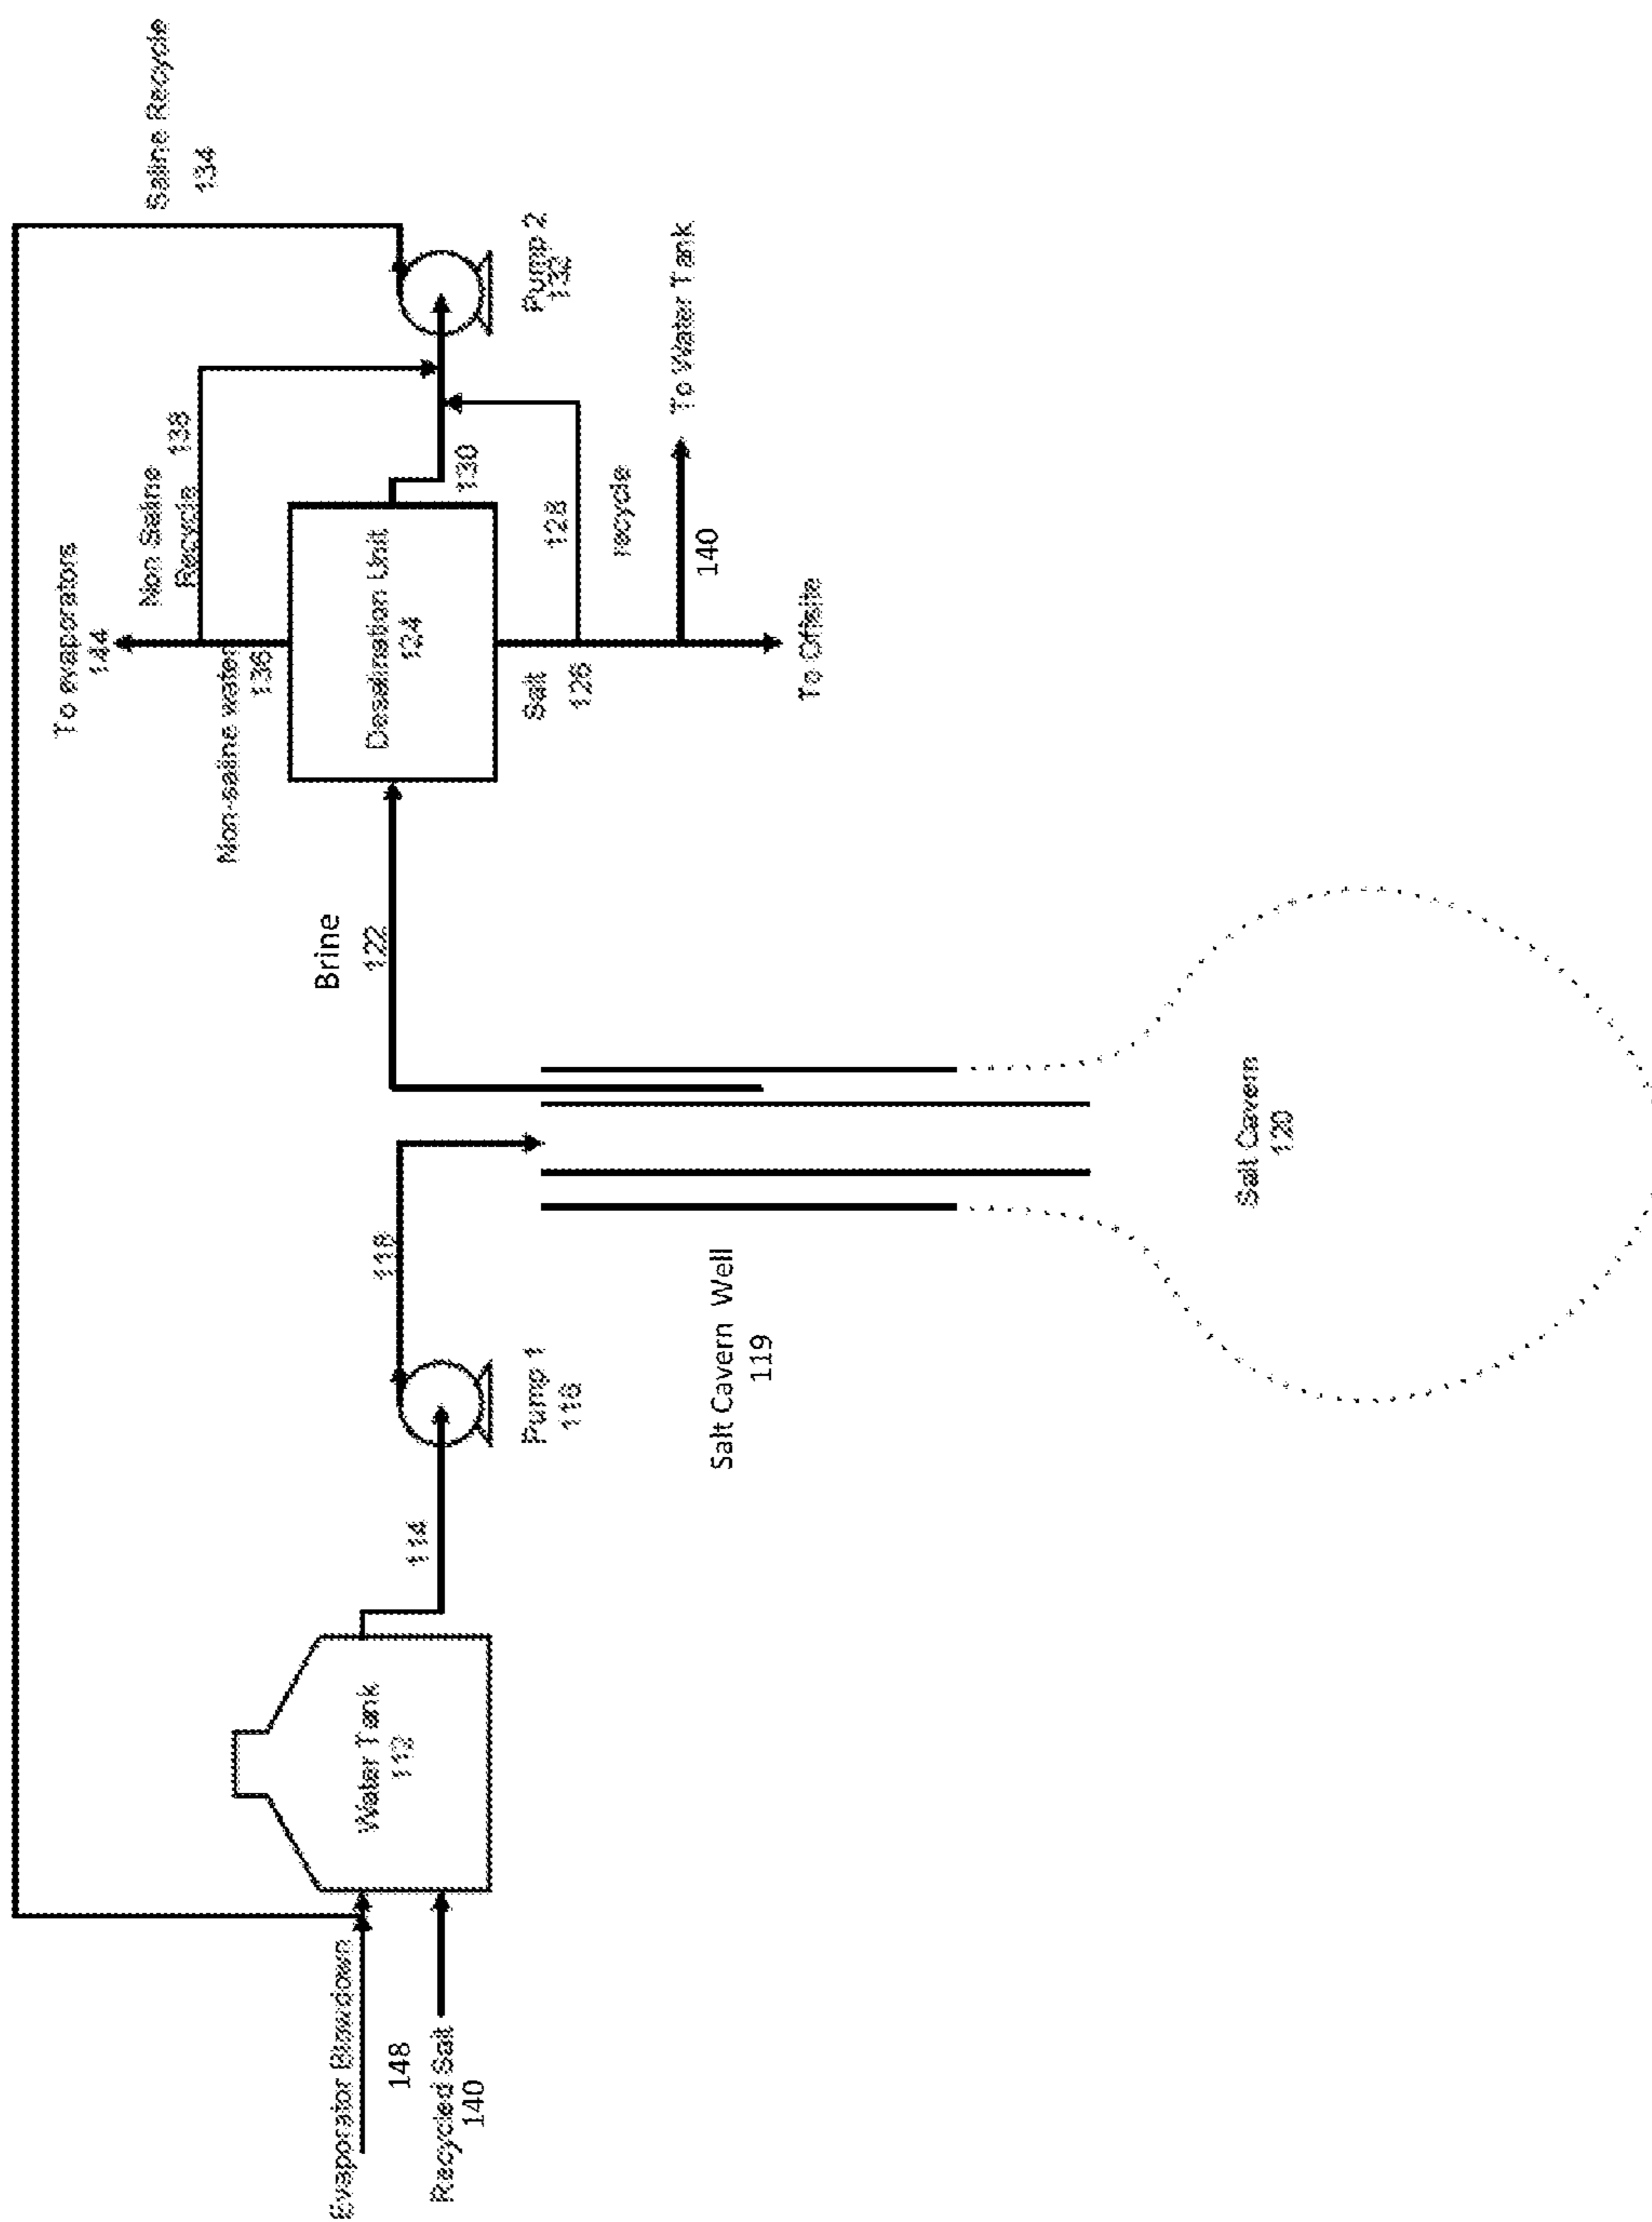 Saline Recycle
134
To evaporators
144
Non Saline
Recycle 138
Non-saline water
136
Brine
122
Desalination Unit
124
130
Pump 2
132
Salt
126
128
recycle
140
To Water Tank
To Offsite
118
114
Pump 1
116
Water Tank
112
Evaporator Blowdown
148
Recycled Salt
140
Salt Cavern Well
119
Salt Cavern
120